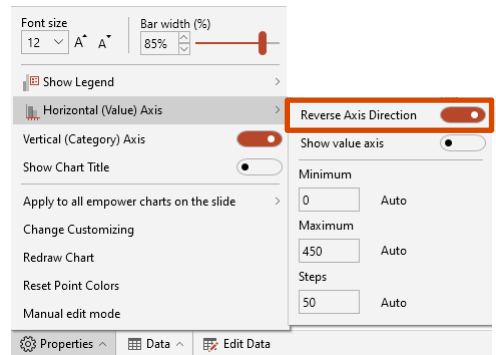 Font size
Bar width (%)
12 A A 85%
Show Legend
Horizontal (Value) Axis
Vertical (Category) Axis
Show Chart Title
Apply to all empower charts on the slide
Change Customizing
Redraw Chart
Reset Point Colors
Manual edit mode
Properties
Data
Edit Data
Reverse Axis Direction
Show value axis
Minimum
0 Auto
Maximum
450 Auto
Steps
50 Auto